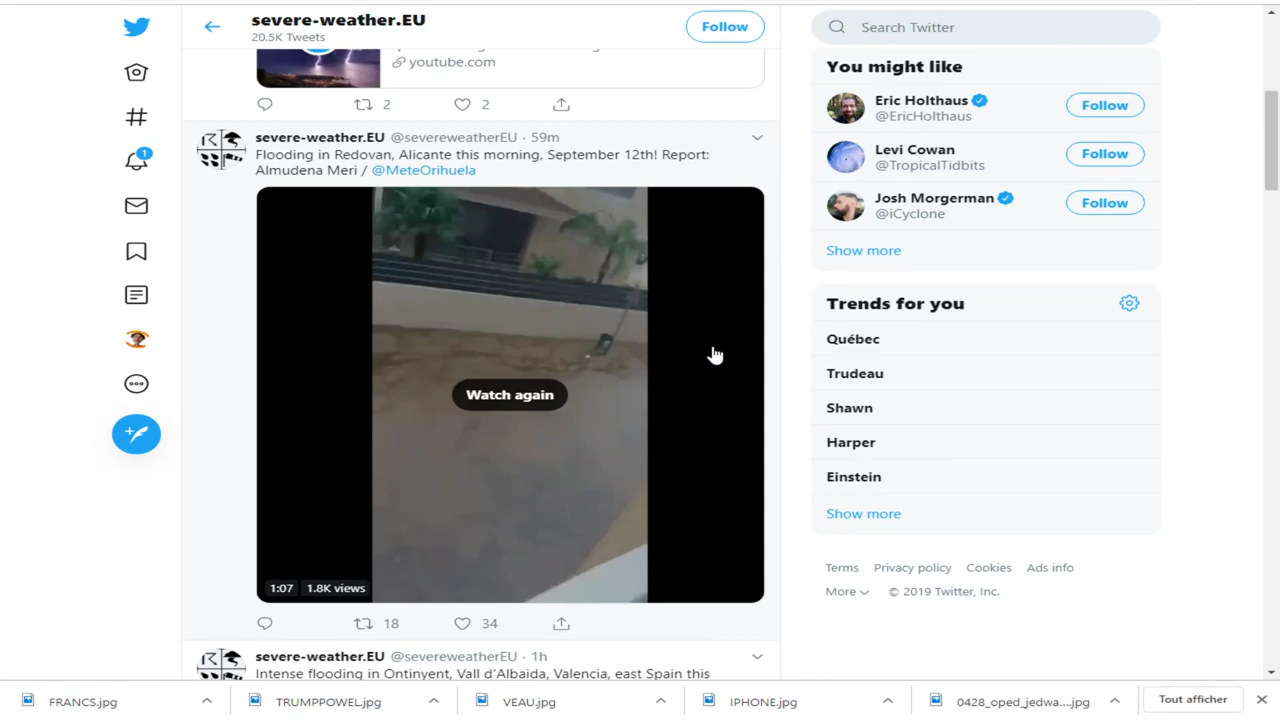 severe-weather.EU
20.5K Tweets
Follow
youtube.com
2
2
severe-weather.EU @severeweatherEU · 59m
Flooding in Redovan, Alicante this morning, September 12th! Report:
Almudena Meri / @MeteOrihuela
Watch again
1:07 1.8K views
18
34
severe-weather.EU @severeweatherEU · 1h
Intense flooding in Ontinyent, Vall d'Albaida, Valencia, east Spain this
1
Search Twitter
You might like
Eric Holthaus
@EricHolthaus
Follow
Levi Cowan
@TropicalTidbits
Follow
Josh Morgerman
@iCyclone
Follow
Show more
Trends for you
Québec
Trudeau
Shawn
Harper
Einstein
Show more
Terms Privacy policy Cookies Ads info
More © 2019 Twitter, Inc.
FRANCS.jpg
TRUMPPOWEL.jpg
VEAU.jpg
IPHONE.jpg
0428_oped_jedwa....jpg
Tout afficher